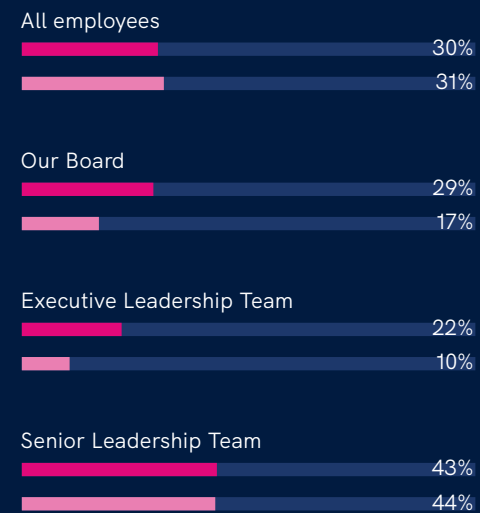 All employees
30%
31%
Our Board
29%
17%
Executive Leadership Team
22%
10%
Senior Leadership Team
43%
44%